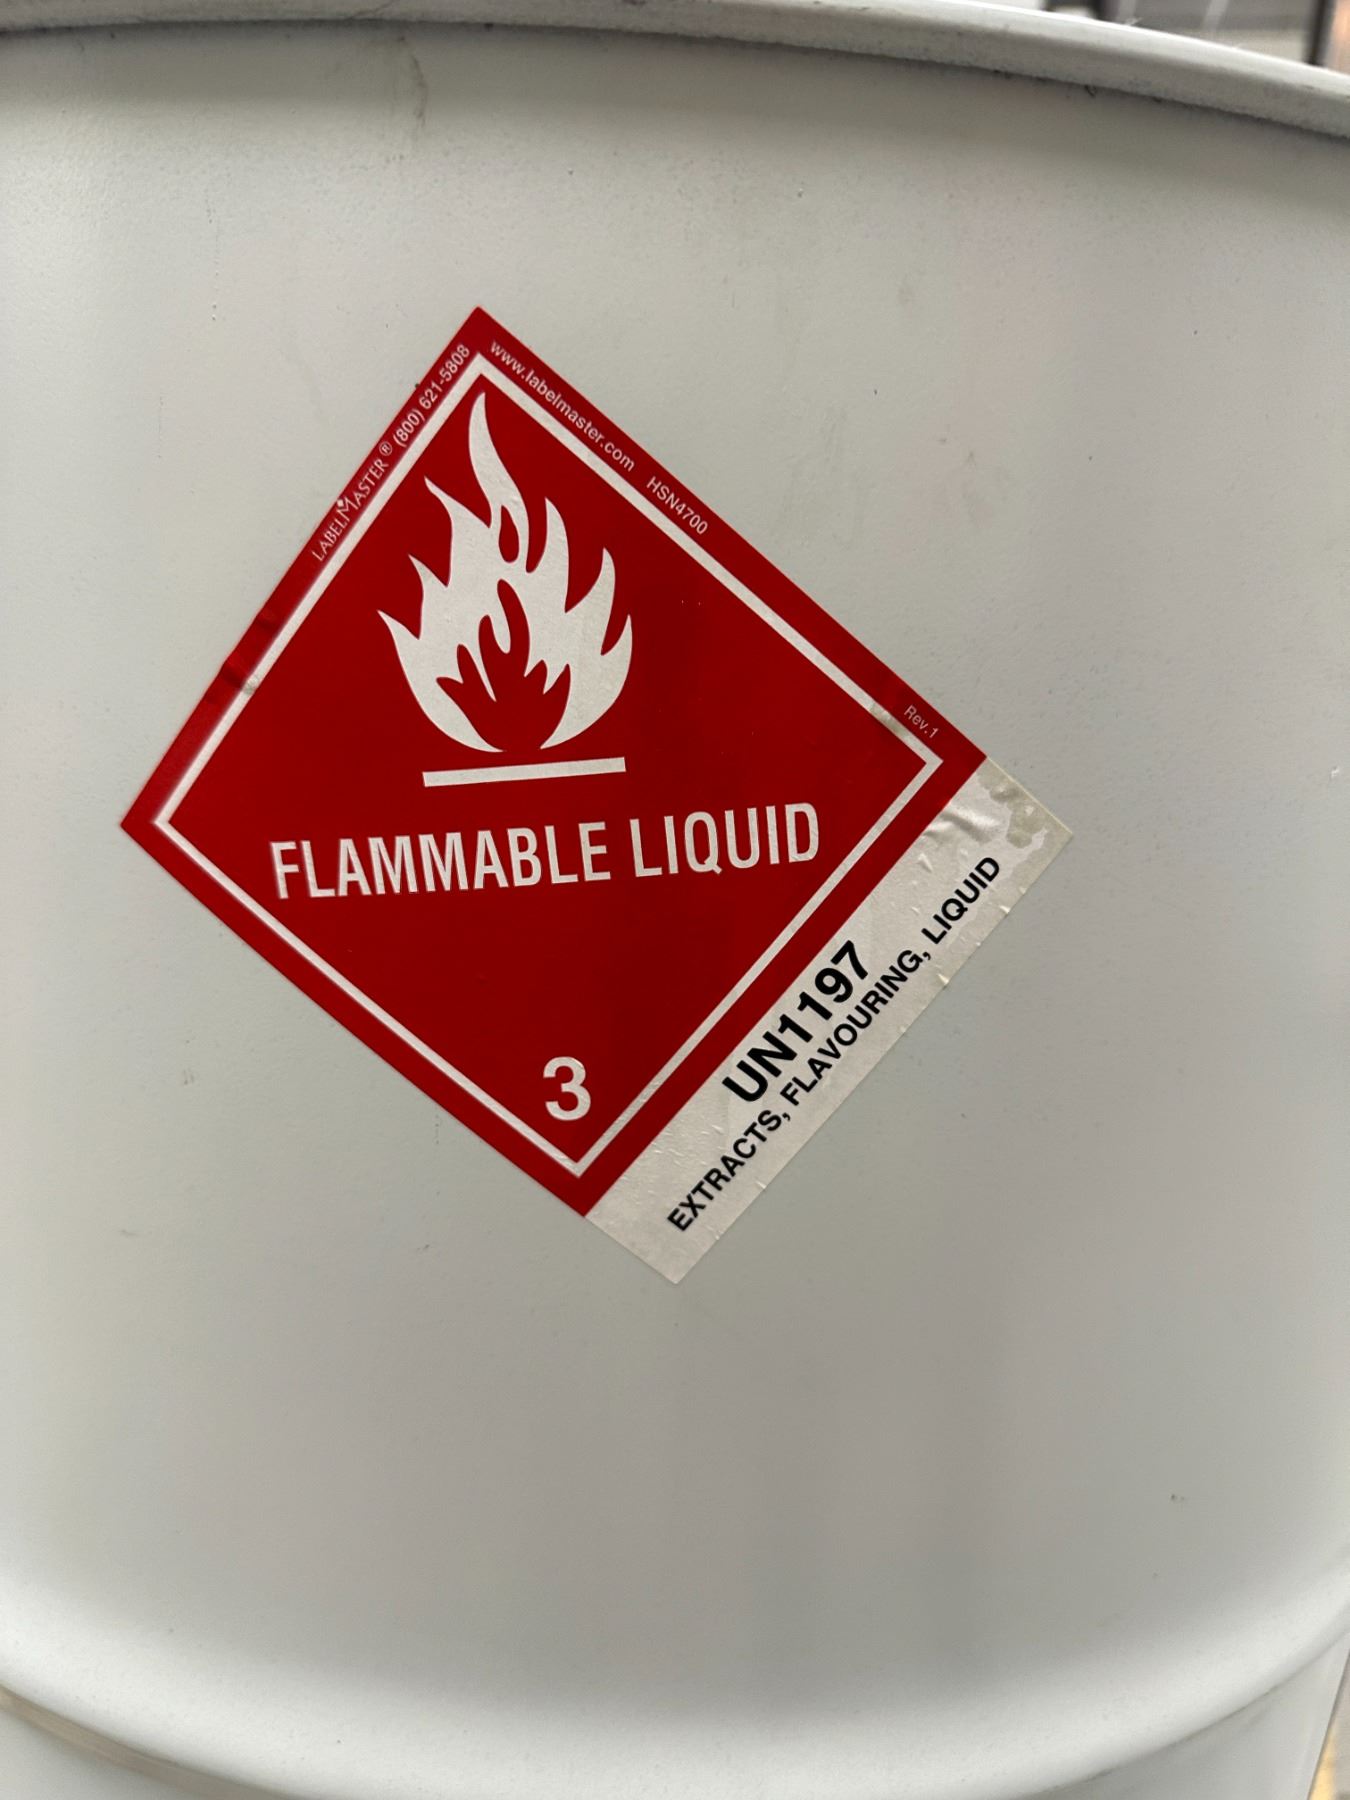 LABELMASTER® (800) 621-5808
www.labelmaster.com HSN4700
Rev.1
FLAMMABLE LIQUID
3
UN1197
EXTRACTS, FLAVOURING, LIQUID